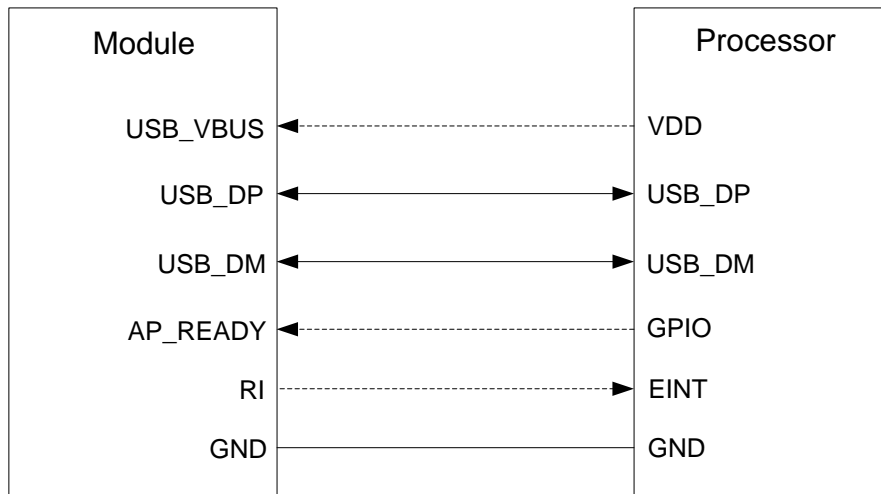 Module Processor
USB_VBUS VDD
USB_DP USB_DP
USB_DM USB_DM
AP_READY GPIO
RI EINT
GND GND